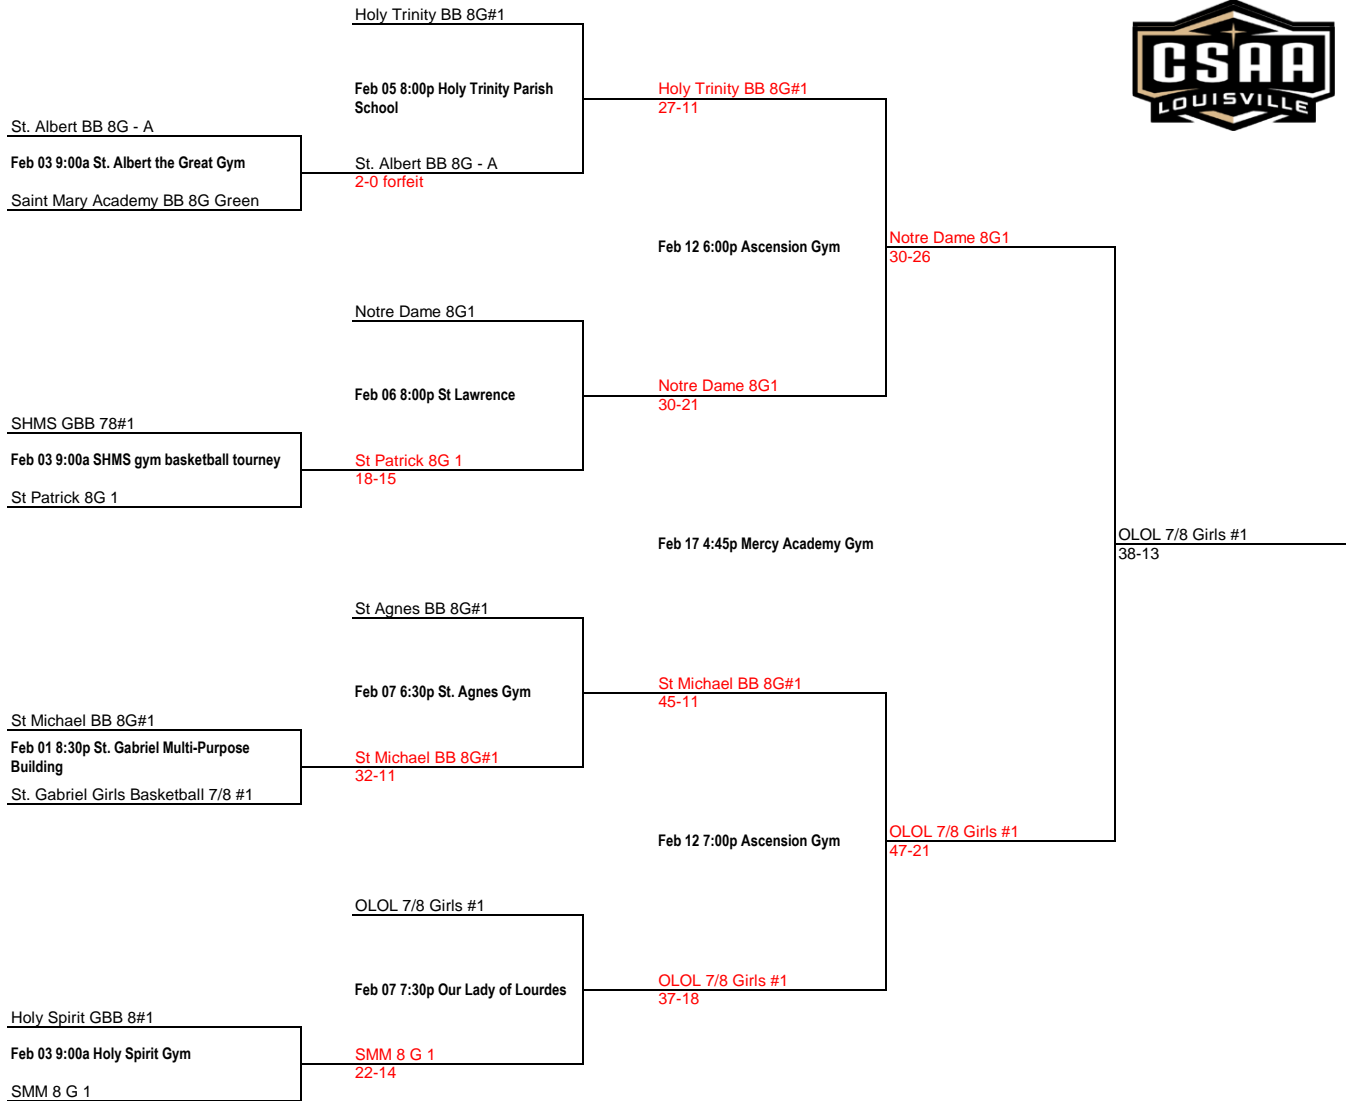 Holy Trinity BB 8G#1
CSAA
LOUISVILLE
Feb 05 8:00p Holy Trinity Parish
School
Holy Trinity BB 8G#1
27-11
St. Albert BB 8G - A
Feb 03 9:00a St. Albert the Great Gym
St. Albert BB 8G - A
2-0 forfeit
Saint Mary Academy BB 8G Green
Feb 12 6:00p Ascension Gym
Notre Dame 8G1
30-26
Notre Dame 8G1
Feb 06 8:00p St Lawrence
Notre Dame 8G1
30-21
SHMS GBB 78#1
Feb 03 9:00a SHMS gym basketball tourney
St Patrick 8G 1
18-15
St Patrick 8G 1
Feb 17 4:45p Mercy Academy Gym
OLOL 7/8 Girls #1
38-13
St Agnes BB 8G#1
Feb 07 6:30p St. Agnes Gym
St Michael BB 8G#1
45-11
St Michael BB 8G#1
Feb 01 8:30p St. Gabriel Multi-Purpose
Building
St Michael BB 8G#1
32-11
St. Gabriel Girls Basketball 7/8 #1
Feb 12 7:00p Ascension Gym
OLOL 7/8 Girls #1
47-21
OLOL 7/8 Girls #1
Feb 07 7:30p Our Lady of Lourdes
OLOL 7/8 Girls #1
37-18
Holy Spirit GBB 8#1
Feb 03 9:00a Holy Spirit Gym
SMM 8 G 1
22-14
SMM 8 G 1